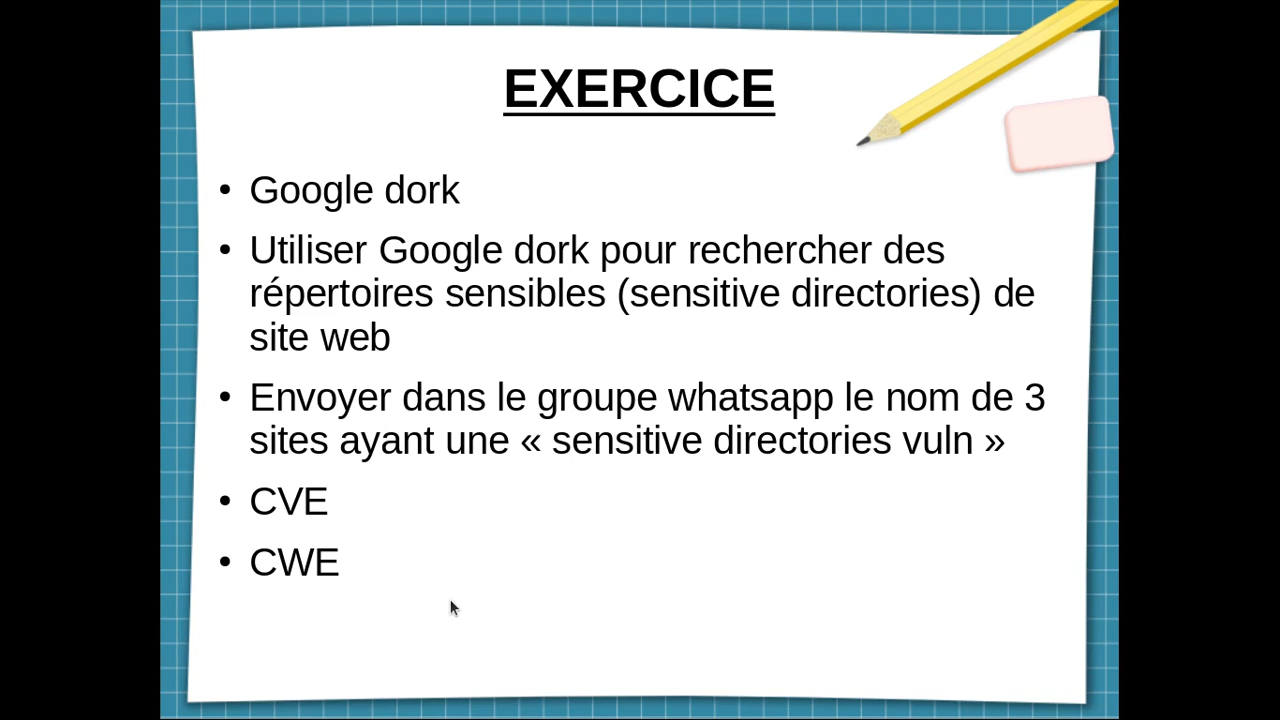 EXERCICE
• Google dork
• Utiliser Google dork pour rechercher des
répertoires sensibles (sensitive directories) de
site web
• Envoyer dans le groupe whatsapp le nom de 3
sites ayant une « sensitive directories vuln »
• CVE
• CWE